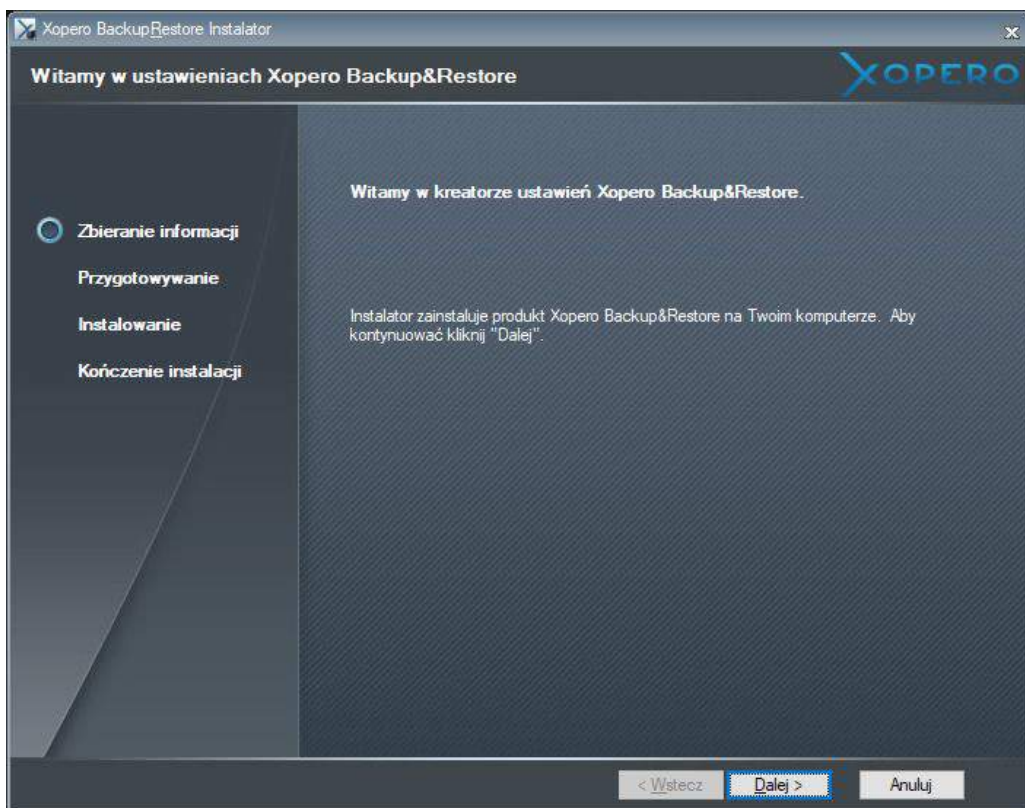 Xopero BackupRestore Instalator
Witamy w ustawieniach Xopero Backup&Restore
XOPERO
Witamy w kreatorze ustawień Xopero Backup&Restore.
Zbieranie informacji
Przygotowywanie
Instalowanie
Kończenie instalacji
Instalator zainstaluje produkt Xopero Backup&Restore na Twoim komputerze. Aby
kontynuować kliknij "Dalej".
< Wstecz
Dalej >
Anuluj